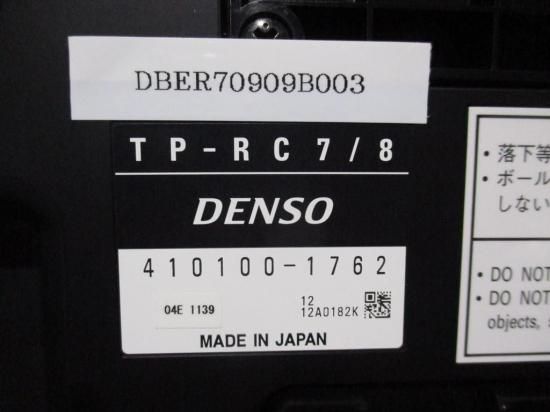 DBER70909B003
TP-RC7/8
DENSO
410100-1762
04E 1139
12
12A0182K
MADE IN JAPAN
・落下等
・ボール
しない
• DO NOT
• DO NOT
objects,